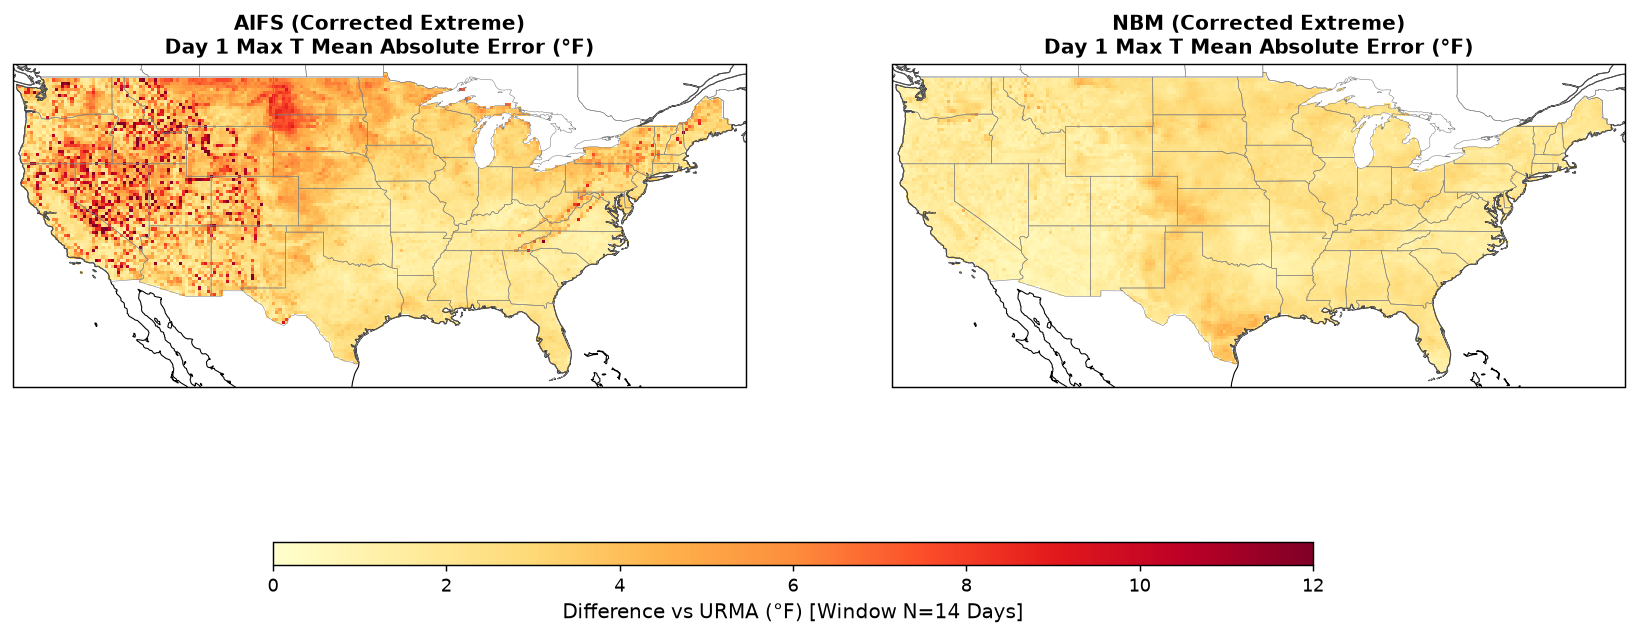 AIFS (Corrected Extreme)
Day 1 Max T Mean Absolute Error (°F)
NBM (Corrected Extreme)
Day 1 Max T Mean Absolute Error (°F)
0 2 4 6 8 10 12
Difference vs URMA (°F) [Window N=14 Days]